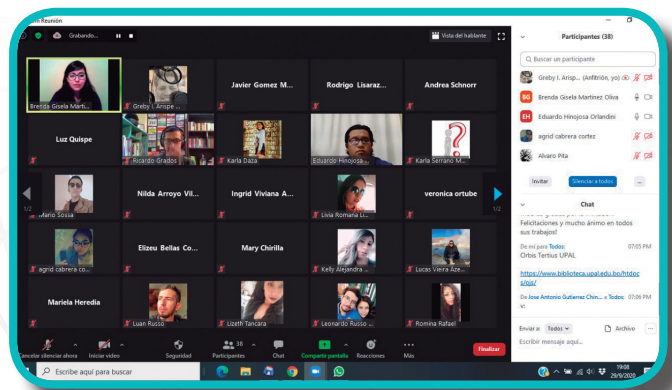 Reunión
Grabando...
Vista del hablante
Participantes (38)
Buscar un participante
Greby I. Arisp... (Anfitrión, yo)
BG Brenda Gisela Martinez Oliva
EH Eduardo Hinojosa Orlandini
agrid cabrera cortez
Alvaro Pita
Invitar
Silenciar a todos
...
Brenda Gisela Marti...
Greby I. Arispe ...
Javier Gomez M...
Rodrigo Lisaraz...
Andrea Schnorr
Luz Quispe
Ricardo Grados
Karla Daza
Eduardo Hinojosa ...
Karla Serrano M...
1/2
Mario Sossa
Nilda Arroyo Vil...
Ingrid Viviana A...
Livia Romana Li...
veronica ortube
1/2
agrid cabrera co...
Elizeu Bellas Co...
Mary Chirilla
Kelly Alejandra ...
Lucas Vieira Aze...
Mariela Heredia
Luan Russo
Lizeth Tancara
Leonardo Russo ...
Romina Rafael
Chat
Felicitaciones y mucho ánimo en todos
sus trabajos!
De mí para Todos: 07:05 PM
Orbis Tertius UPAL
https://www.biblioteca.upal.edu.bo/htdoc
s/ojs/
De Jose Antonio Gutierrez Chin... a Todos: 07:06 PM
Enviar a: Todos
Archivo
...
Escribir mensaje aquí...
Cancelar silenciar ahora
Iniciar video
Seguridad
38
Participantes
Chat
Compartir pantalla
Reacciones
Más
Finalizar
Escribe aquí para buscar
19:08
29/9/2020